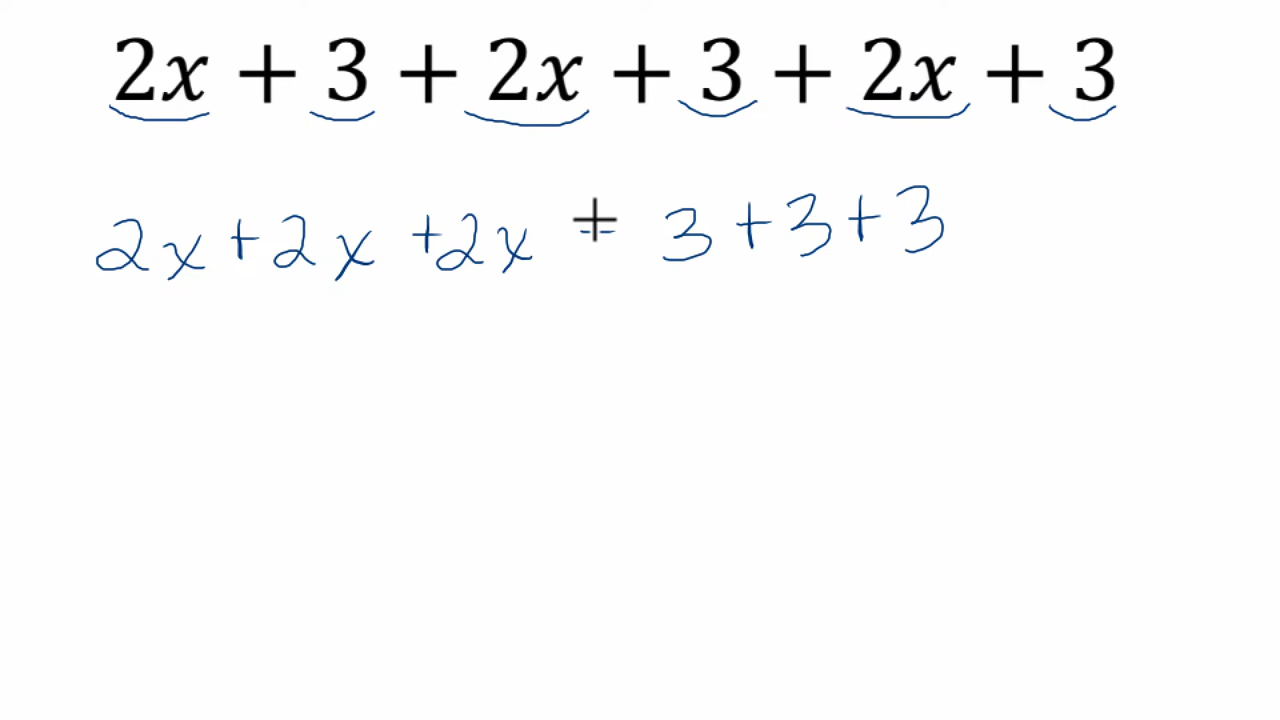 2x + 3 + 2x + 3 + 2x + 3
2x + 2x + 2x + 3 + 3 + 3